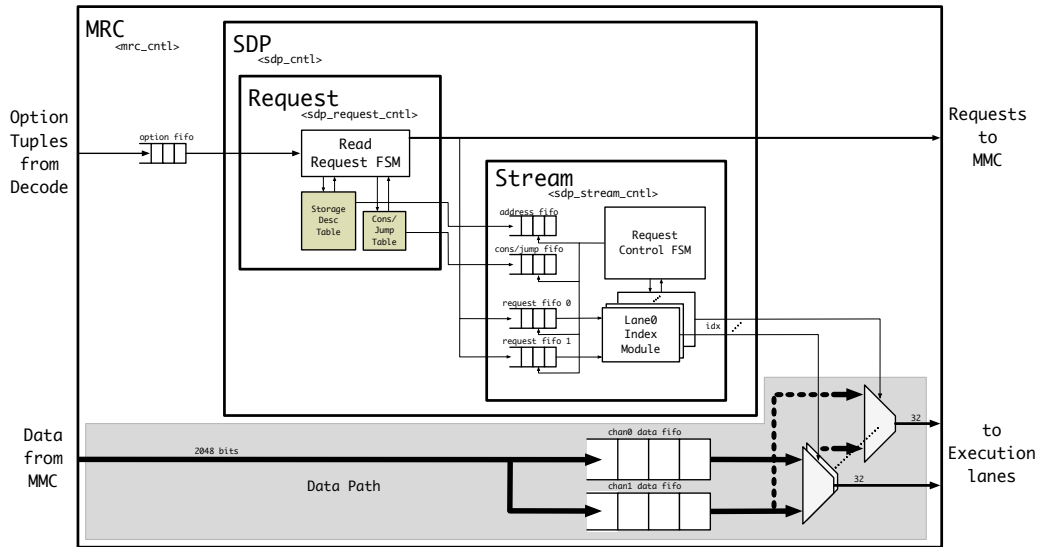 MRC
<mrc_cntl>
SDP
<sdp_cntl>
Request
<sdp_request_cntl>
Option
Tuples
from
Decode
option fifo
Read
Request FSM
Requests
to
MMC
Storage
Desc
Table
Cons/
Jump
Table
Stream
<sdp_stream_cntl>
address fifo
cons/jump fifo
request fifo 0
request fifo 1
Request
Control FSM
Lane0
Index
Module
idx
Data
from
MMC
2048 bits
Data Path
chan0 data fifo
chan1 data fifo
32
32
to
Execution
lanes